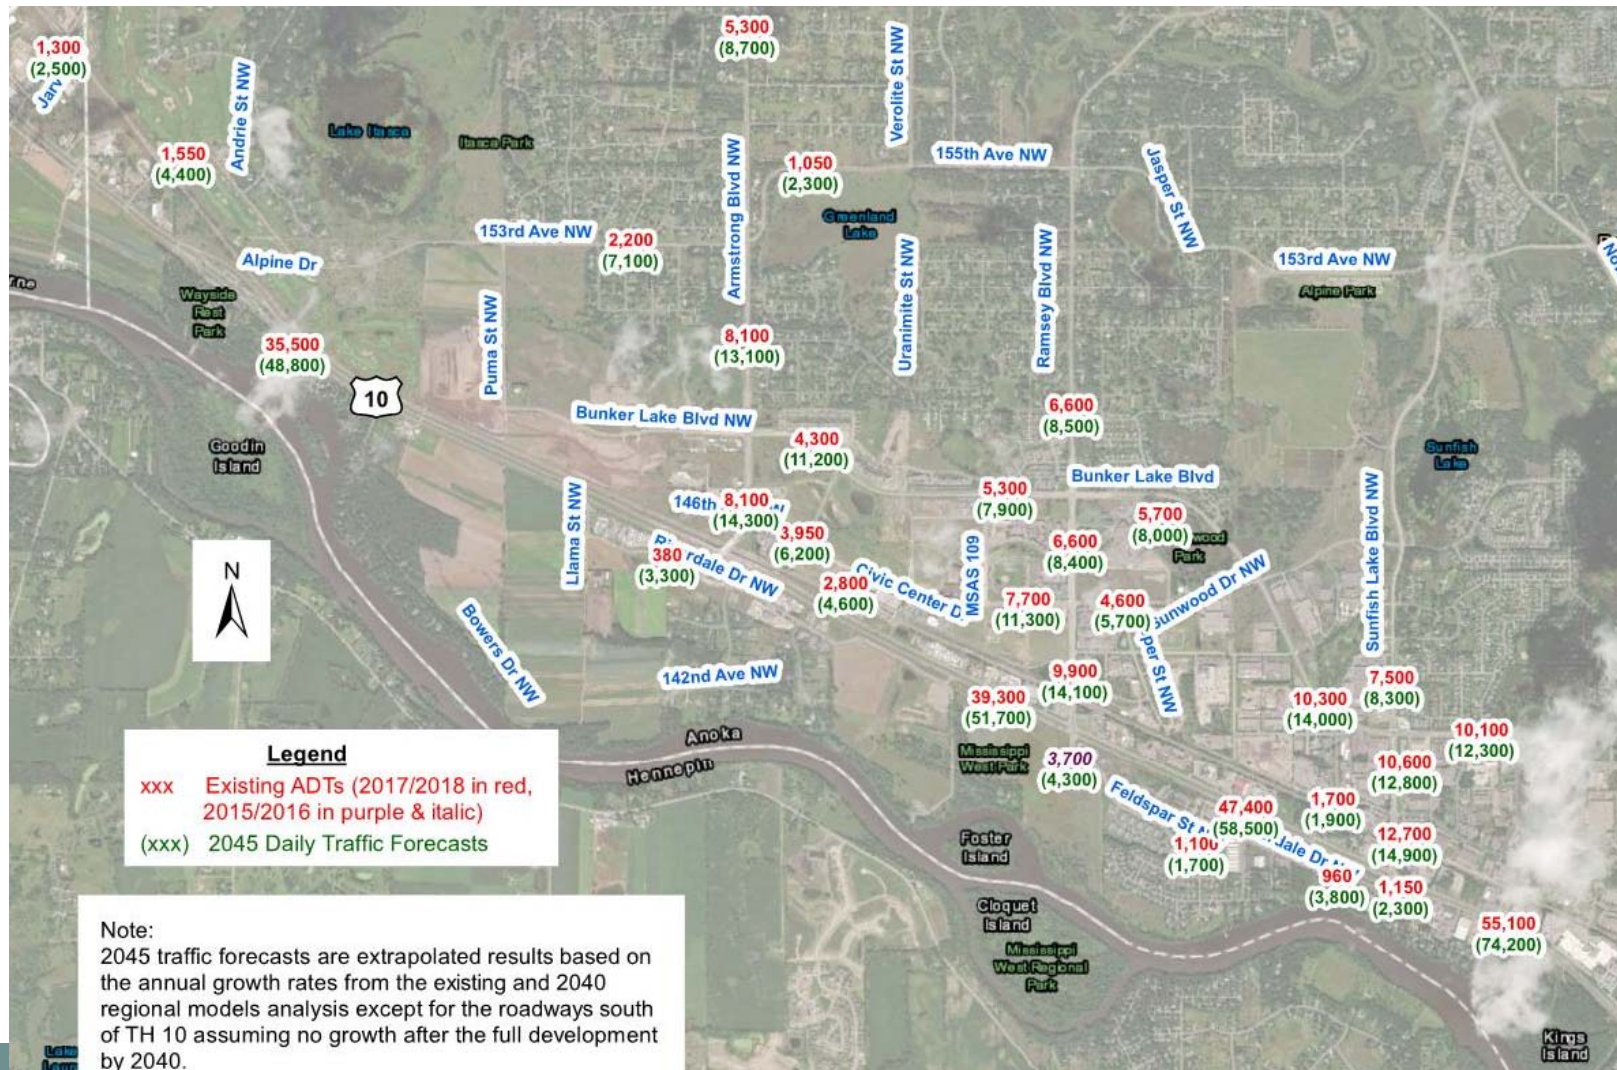 5,300
(8,700)
1,300
(2,500)
Andrie St NW
Lake Itasca
Itasca Park
1,550
(4,400)
Armstrong Blvd NW
Verolite St NW
1,050
(2,300)
155th Ave NW
Jasper St NW
Greenland
Lake
153rd Ave NW
2,200
(7,100)
Alpine Dr
Uranimite St NW
Ramsey Blvd NW
153rd Ave NW
Alpine Park
Wayside
Rest
Park
35,500
(48,800)
10
Puma St NW
8,100
(13,100)
Bunker Lake Blvd NW
4,300
(11,200)
6,600
(8,500)
Goodin
Island
Sunfish
Lake
Bunker Lake Blvd
5,300
(7,900)
5,700
(8,000)
Park
146th
8,100
(14,300)
3,950
(6,200)
Llama St NW
380
(3,300)
Dr NW
2,800
(4,600)
Civic Center
MSAS 109
6,600
(8,400)
7,700
(11,300)
4,600
(5,700)
Sunwood Dr NW
St NW
Sunfish Lake Blvd NW
N
Bowers Dr NW
142nd Ave NW
9,900
(14,100)
39,300
(51,700)
10,300
(14,000)
7,500
(8,300)
10,100
(12,300)
Anoka
Hennepin
Mississippi
West Park
3,700
(4,300)
10,600
(12,800)
Feldspar St
47,400
(58,500)
1,700
(1,900)
1,100
(1,700)
Dr
12,700
(14,900)
960
(3,800)
1,150
(2,300)
55,100
(74,200)
Foster
Island
Cloquet
Island
Mississippi
West Regional
Park
Kings
Island
Legend
xxx Existing ADTs (2017/2018 in red,
2015/2016 in purple & italic)
(xxx) 2045 Daily Traffic Forecasts
Note:
2045 traffic forecasts are extrapolated results based on
the annual growth rates from the existing and 2040
regional models analysis except for the roadways south
of TH 10 assuming no growth after the full development
by 2040.
Lake